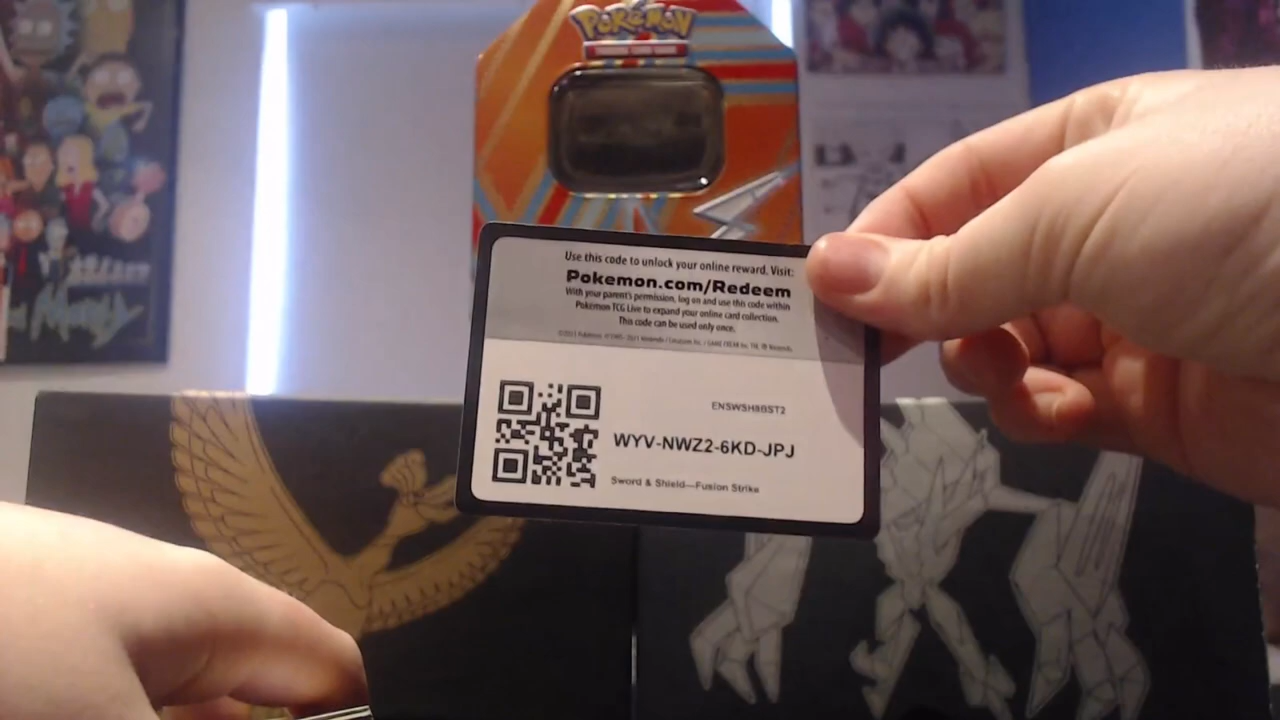 POKéMON
Use this code to unlock your online reward. Visit:
Pokemon.com/Redeem
With your parent's permission, log on and use this code within
Pokémon TCG Live to expand your online card collection.
This code can be used only once.
ENSWSH8BST2
WYV-NWZ2-6KD-JPJ
Sword & Shield—Fusion Strike